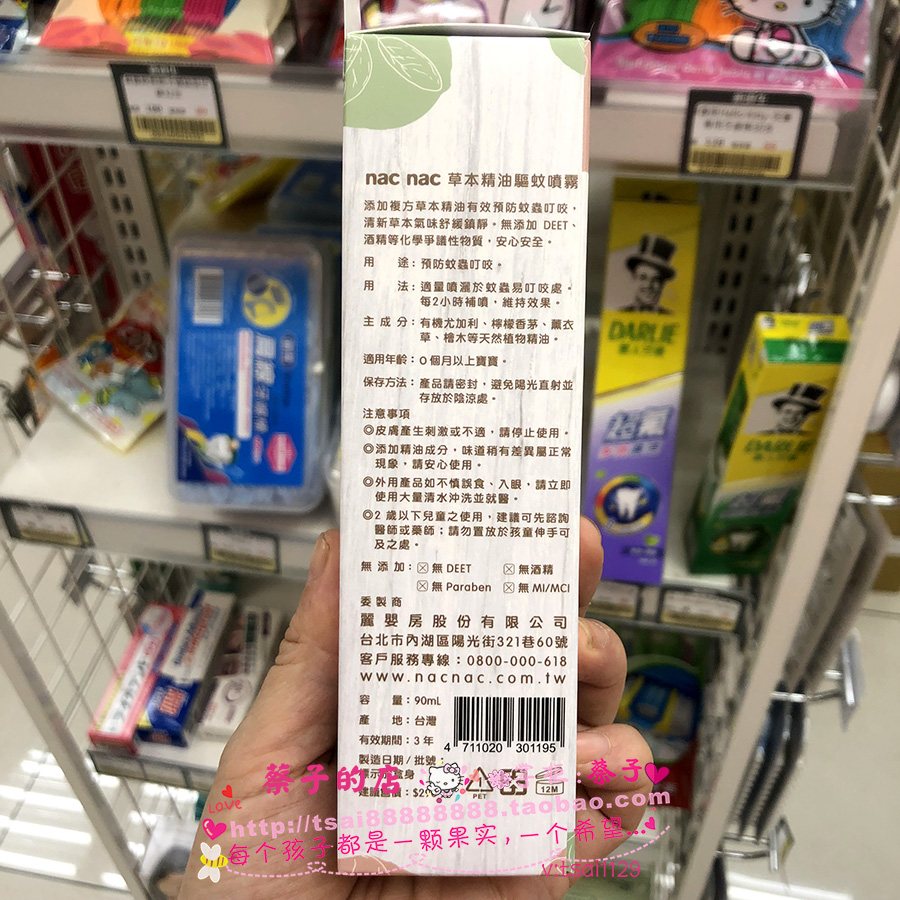 nac nac 草本精油驅蚊噴霧
添加複方草本精油有效預防蚊蟲叮咬，
清新草本氣味舒緩鎮靜。無添加 DEET、
酒精等化學爭議性物質，安心安全。
用 途：預防蚊蟲叮咬。
用 法：適量噴灑於蚊蟲易叮咬處。
每2小時補噴，維持效果。
主 成 分：有機尤加利、檸檬香茅、薰衣
草、檜木等天然植物精油。
適用年齡：0 個月以上寶寶。
保存方法：產品請密封，避免陽光直射並
存放於陰涼處。
注意事項
◎皮膚產生刺激或不適，請停止使用。
◎添加精油成分，味道稍有差異屬正常
現象，請安心使用。
◎外用產品如不慎誤食、入眼，請立即
使用大量清水沖洗並就醫。
◎2 歲以下兒童之使用，建議可先諮詢
醫師或藥師；請勿置放於孩童伸手可
及之處。
無 添 加：☒ 無 DEET ☒ 無酒精
☒ 無 Paraben ☒ 無 MI/MCI
委製商
麗嬰房股份有限公司
台北市內湖區陽光街321巷60號
客戶服務專線：0800-000-618
www.nacnac.com.tw
容 量：90mL
產 地：台灣
有效期間：3 年
製造日期/批號：
4 711020 301195
PET
12M
DARLIE
超氟
DARLIE
蔡子的店
蔡子
Love
http://tsai88888888.taobao.com
每个孩子都是一颗果实，一个希望...
v:tsai129